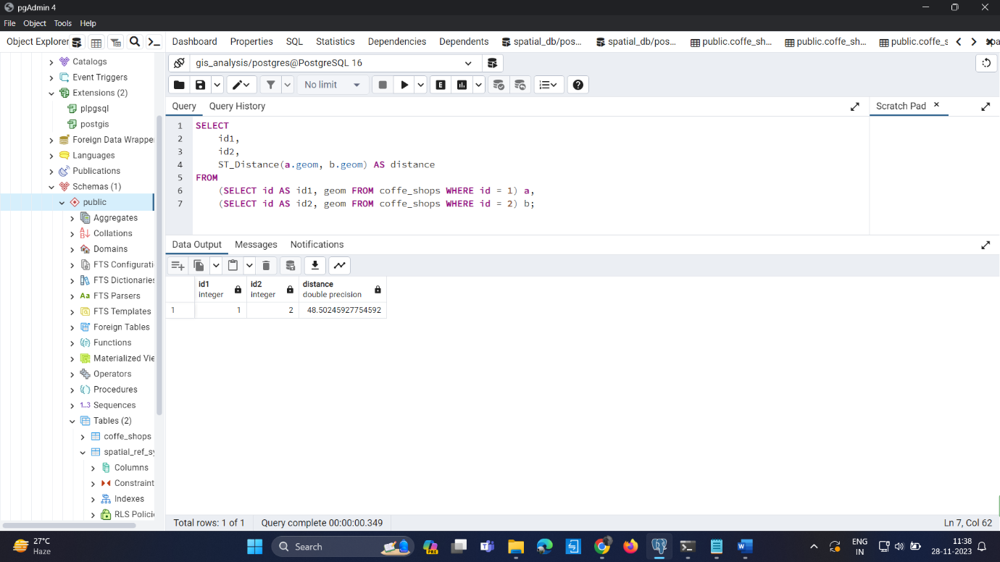 pgAdmin 4
File Object Tools Help
Object Explorer
Dashboard Properties SQL Statistics Dependencies Dependents spatial_db/pos... spatial_db/pos... public.coffe_sh... public.coffe_sh... public.coffe_s
gis_analysis/postgres@PostgreSQL 16
No limit
Query Query History
Scratch Pad
Catalogs
Event Triggers
Extensions (2)
plpgsql
postgis
Foreign Data Wrappe
Languages
Publications
Schemas (1)
public
Aggregates
Collations
Domains
FTS Configurati
FTS Dictionaries
FTS Parsers
FTS Templates
Foreign Tables
Functions
Materialized Vie
Operators
Procedures
1..3 Sequences
Tables (2)
coffe_shops
spatial_ref_sy
Columns
Constraint
Indexes
RLS Polici
1 SELECT
2 id1,
3 id2,
4 ST_Distance(a.geom, b.geom) AS distance
5 FROM
6 (SELECT id AS id1, geom FROM coffe_shops WHERE id = 1) a,
7 (SELECT id AS id2, geom FROM coffe_shops WHERE id = 2) b;
Data Output Messages Notifications
id1 id2 distance
integer integer double precision
1 1 2 48.50245927754592
Total rows: 1 of 1 Query complete 00:00:00.349 Ln 7, Col 62
27°C
Haze
Search
PRE
ENG
IN
11:38
28-11-2023